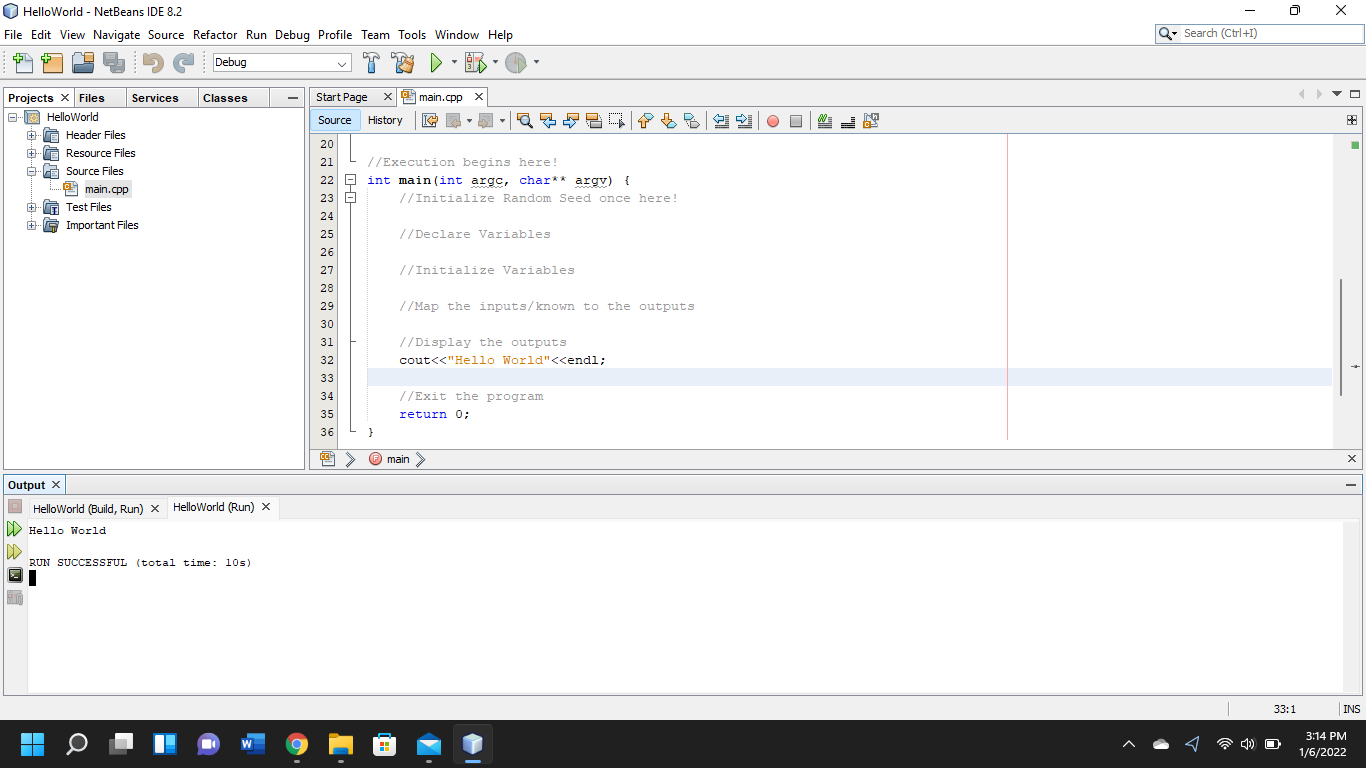 HelloWorld - NetBeans IDE 8.2
File Edit View Navigate Source Refactor Run Debug Profile Team Tools Window Help
Search (Ctrl+I)
Debug
Projects Files Services Classes
HelloWorld
Header Files
Resource Files
Source Files
main.cpp
Test Files
Important Files
Start Page main.cpp
Source History
20
21 //Execution begins here!
22 int main(int argc, char** argv) {
23 //Initialize Random Seed once here!
24
25 //Declare Variables
26
27 //Initialize Variables
28
29 //Map the inputs/known to the outputs
30
31 //Display the outputs
32 cout<<"Hello World"<<endl;
33
34 //Exit the program
35 return 0;
36 }
main
Output
HelloWorld (Build, Run) HelloWorld (Run)
Hello World
RUN SUCCESSFUL (total time: 10s)
33:1 INS
3:14 PM
1/6/2022